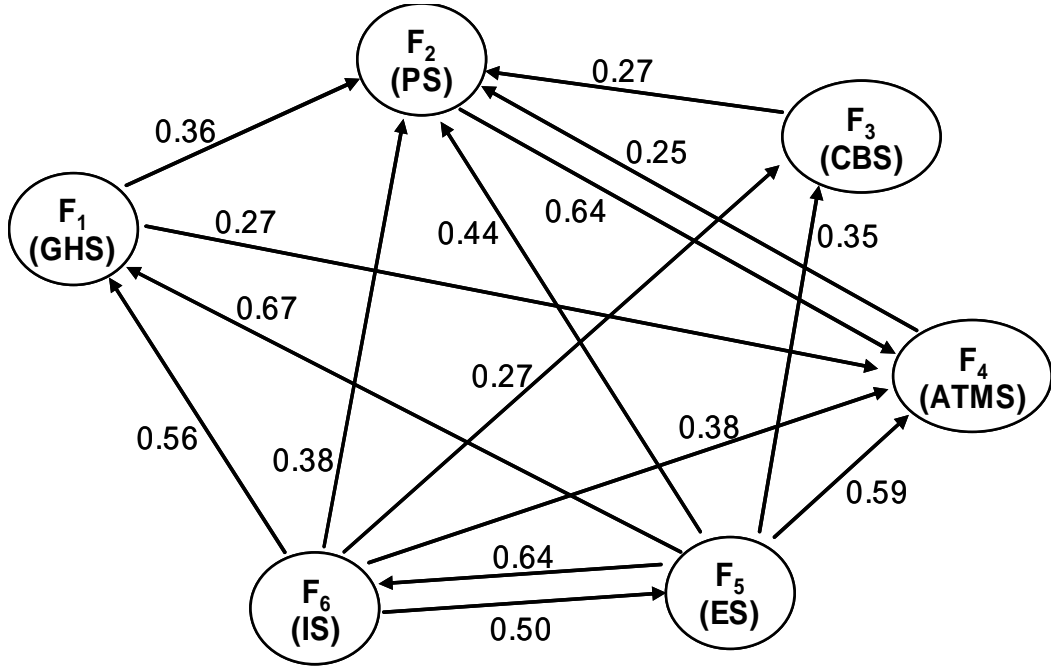 F2
(PS)
0.27
F3
(CBS)
0.36
0.25
F1
(GHS)
0.27
0.64
0.44
0.35
0.67
F4
(ATMS)
0.27
0.56
0.38
0.38
0.59
0.64
F6
(IS)
F5
(ES)
0.50